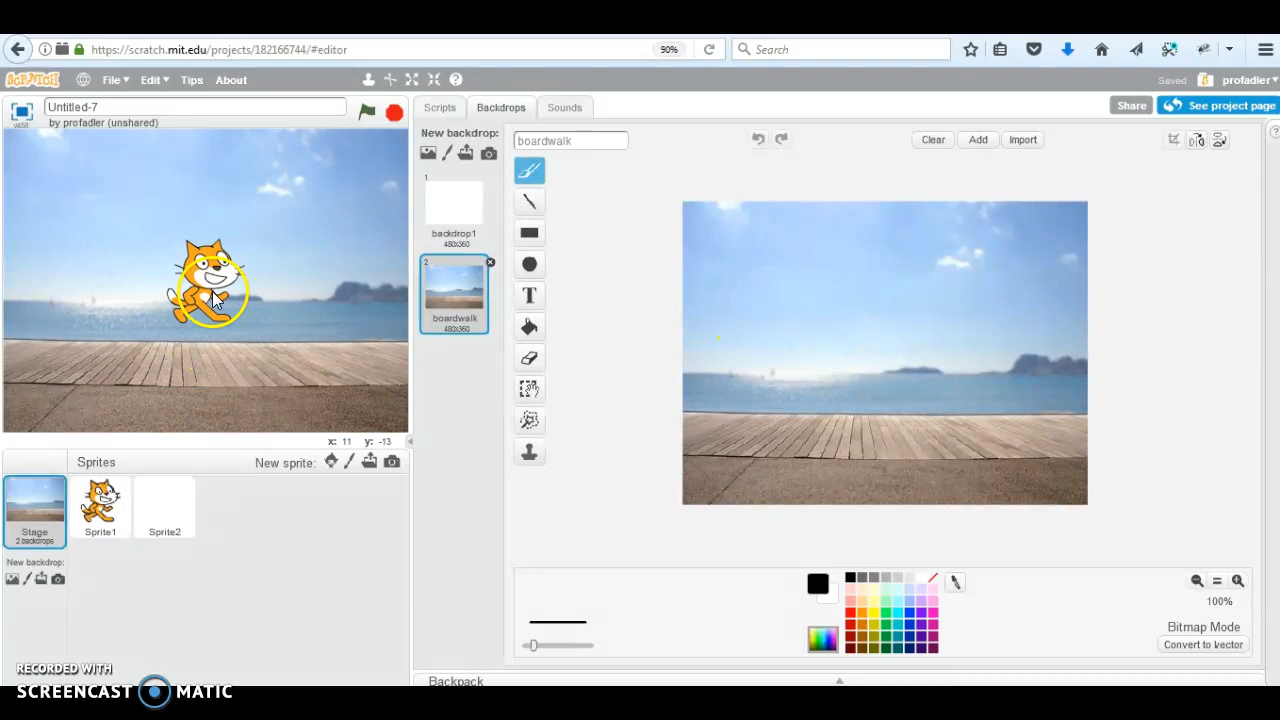 https://scratch.mit.edu/projects/182166744/#editor
90%
Search
SCRATCH
File
Edit
Tips
About
Saved
profadler
Untitled-7
by profadler (unshared)
Scripts
Backdrops
Sounds
Share
See project page
New backdrop:
boardwalk
Clear
Add
Import
1
backdrop1
480x360
2
boardwalk
480x360
T
x: 11 y: -13
Sprites
New sprite:
Stage
2 backdrops
Sprite1
Sprite2
New backdrop:
100%
Bitmap Mode
Convert to vector
Backpack
RECORDED WITH
SCREENCAST MATIC